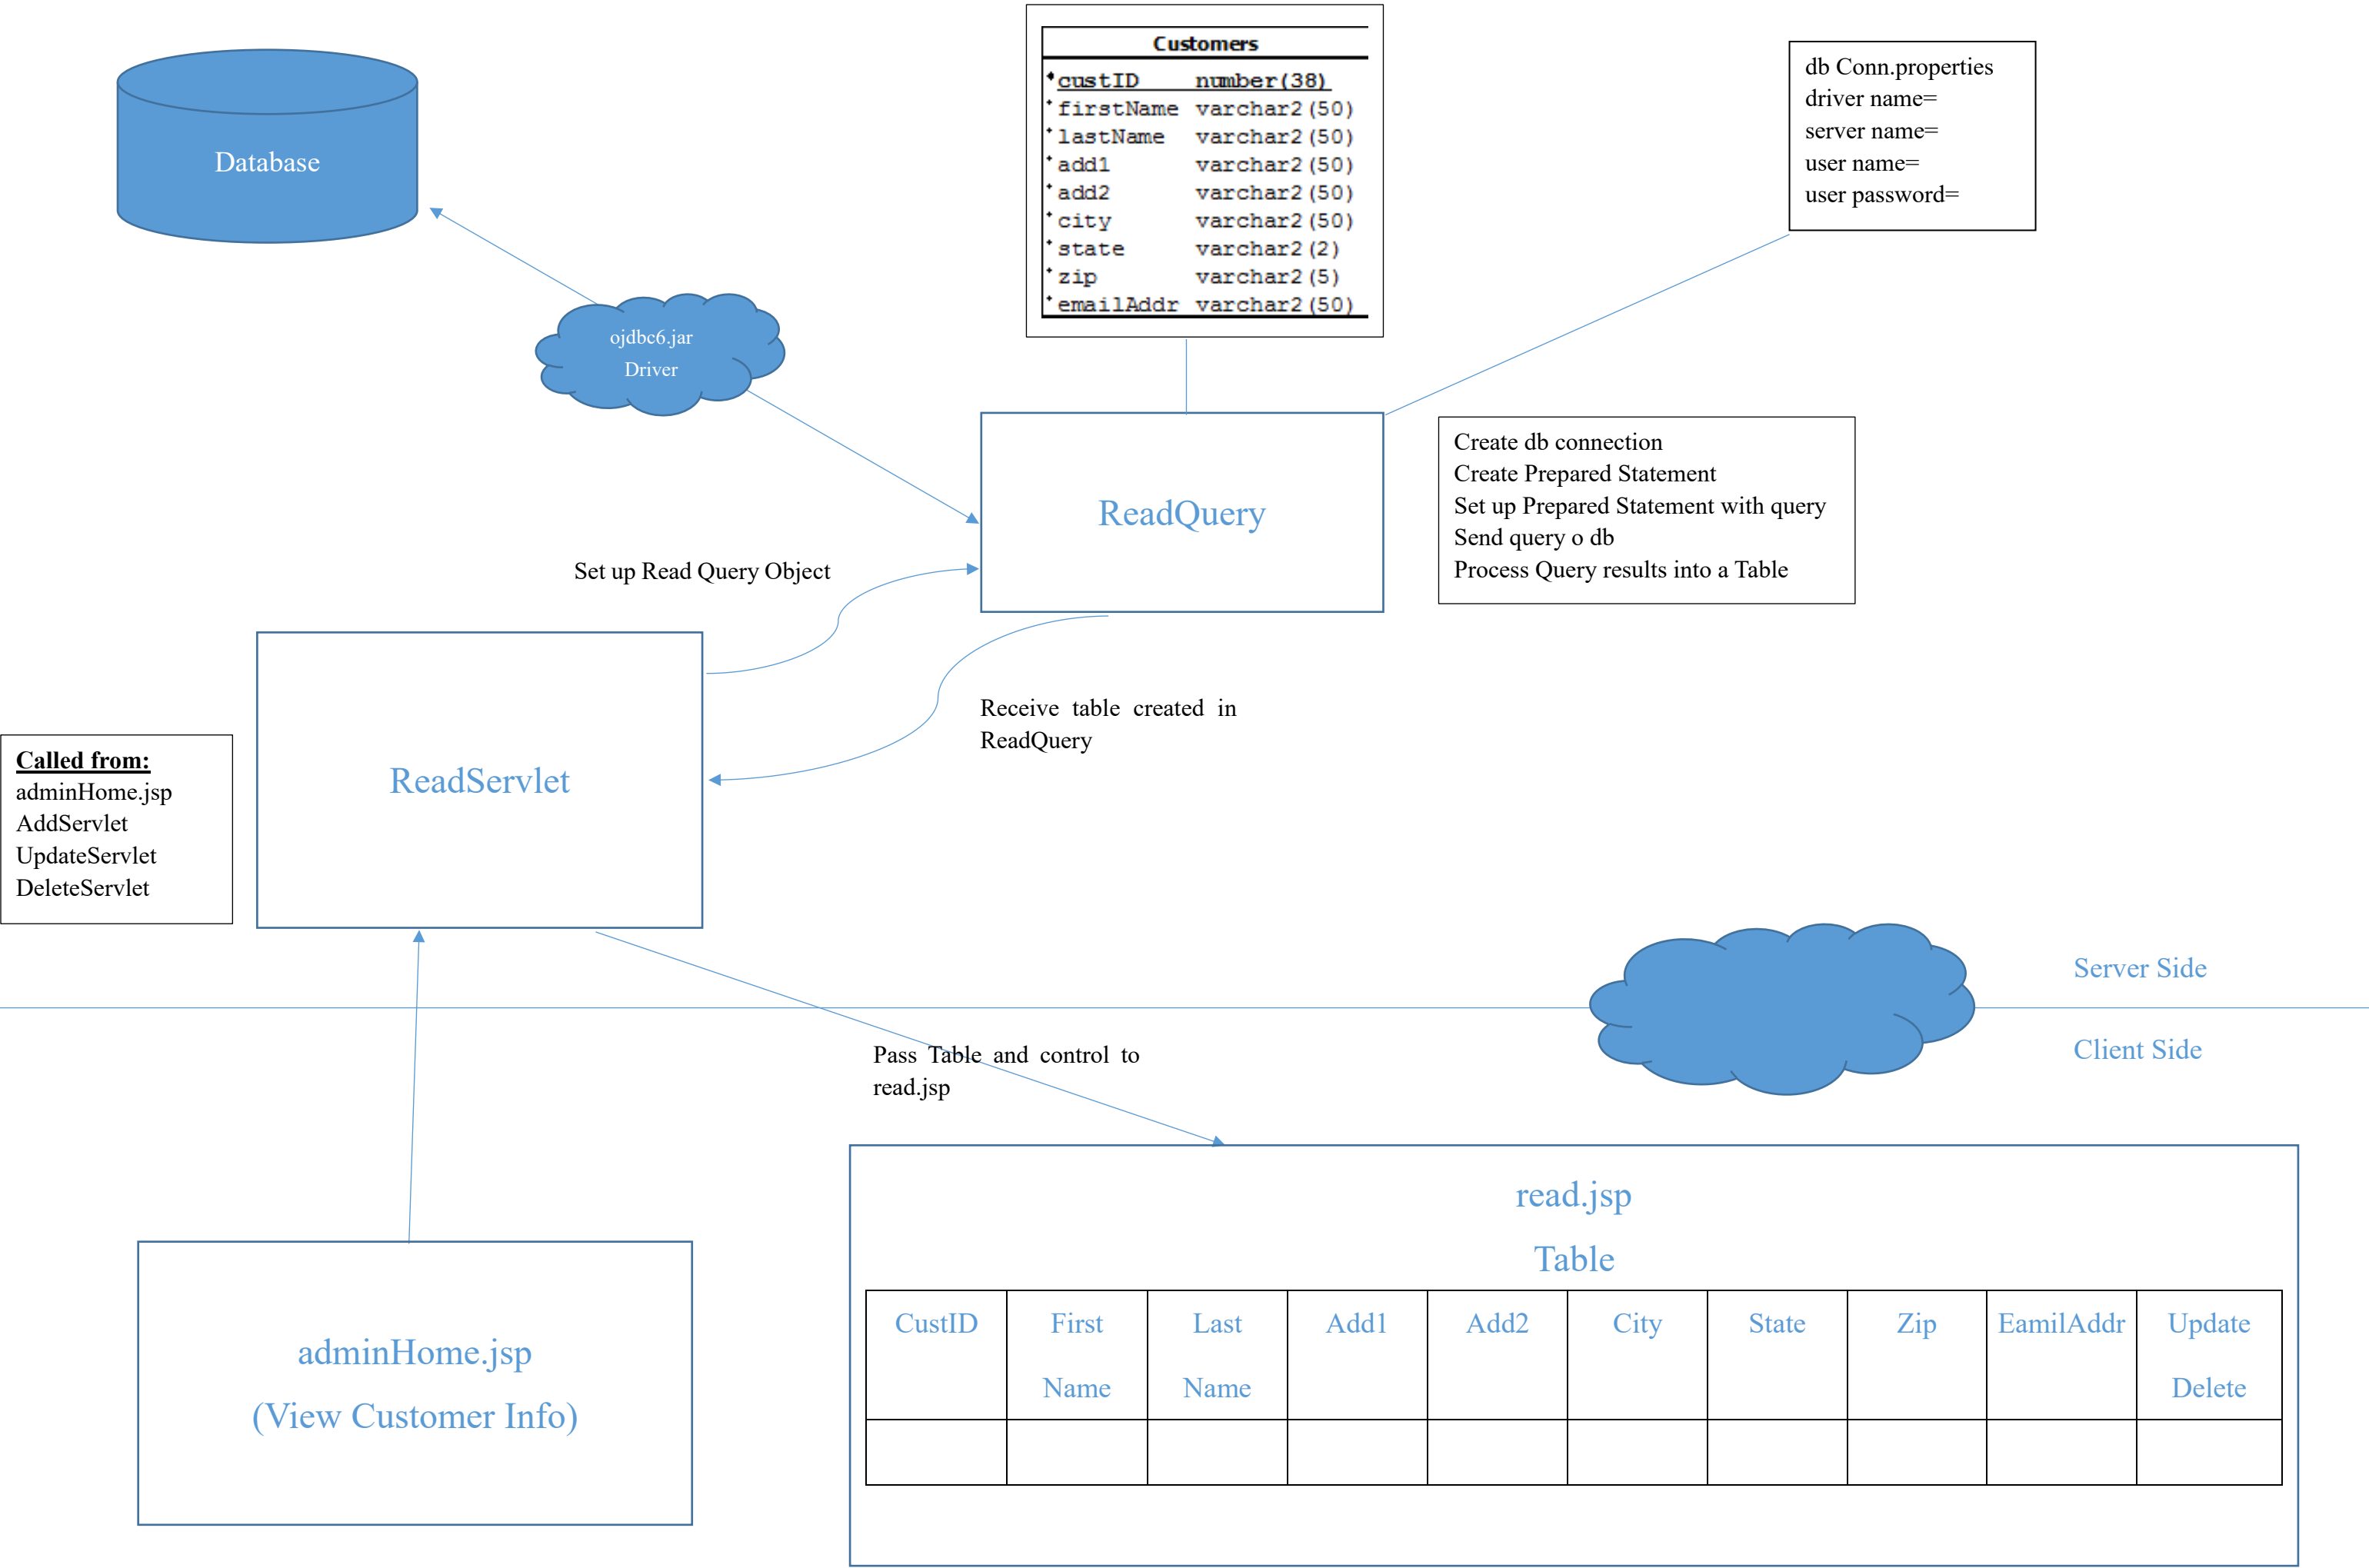 Customers
custID number(38)
firstName varchar2(50)
lastName varchar2(50)
add1 varchar2(50)
add2 varchar2(50)
city varchar2(50)
state varchar2(2)
zip varchar2(5)
emailAddr varchar2(50)
db Conn.properties
driver name=
server name=
user name=
user password=
Database
ojdbc6.jar
Driver
ReadQuery
Create db connection
Create Prepared Statement
Set up Prepared Statement with query
Send query o db
Process Query results into a Table
Set up Read Query Object
Receive table created in
ReadQuery
Called from:
adminHome.jsp
AddServlet
UpdateServlet
DeleteServlet
ReadServlet
Server Side
Client Side
Pass Table and control to
read.jsp
adminHome.jsp
(View Customer Info)
read.jsp
Table
CustID First Last Add1 Add2 City State Zip EamilAddr Update
Name Name Delete